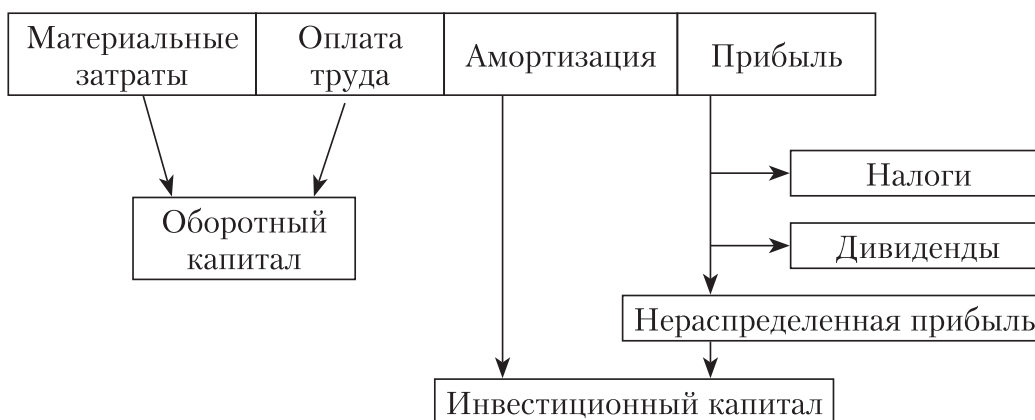 Материальные
затраты
Оплата
труда
Амортизация
Прибыль
Налоги
Оборотный
капитал
Дивиденды
Нераспределенная прибыль
Инвестиционный капитал